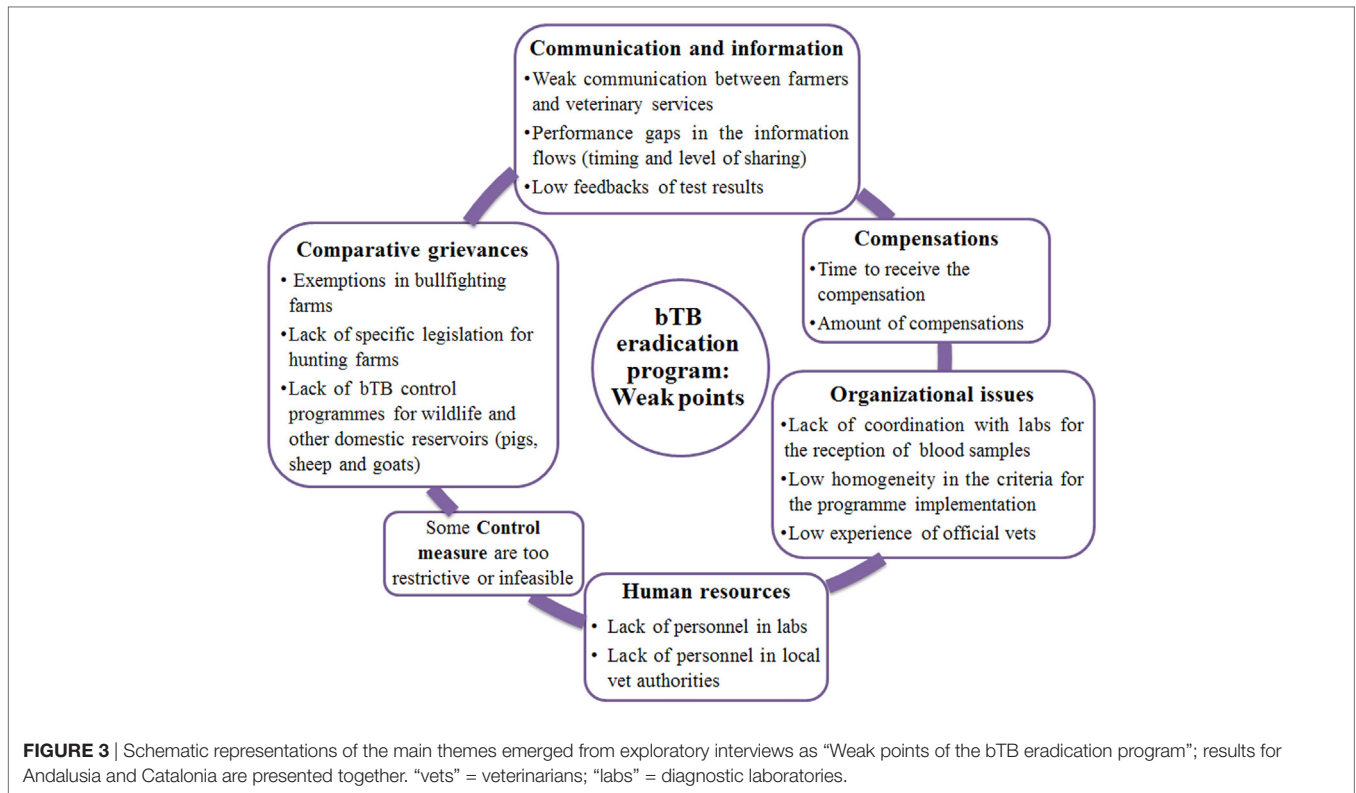 Communication and information
•Weak communication between farmers
and veterinary services
•Performance gaps in the information
flows (timing and level of sharing)
•Low feedbacks of test results
Compensations
•Time to receive the
compensation
•Amount of compensations
Organizational issues
•Lack of coordination with labs for
the reception of blood samples
•Low homogeneity in the criteria for
the programme implementation
•Low experience of official vets
Human resources
• Lack of personnel in labs
• Lack of personnel in local
vet authorities
Some Control
measure are too
restrictive or infeasible
Comparative grievances
• Exemptions in bullfighting
farms
•Lack of specific legislation for
hunting farms
•Lack of bTB control
programmes for wildlife and
other domestic reservoirs (pigs,
sheep and goats)
bTB
eradication
program:
Weak points
FIGURE 3 | Schematic representations of the main themes emerged from exploratory interviews as “Weak points of the bTB eradication program”; results for
Andalusia and Catalonia are presented together. “vets” = veterinarians; “labs” = diagnostic laboratories.